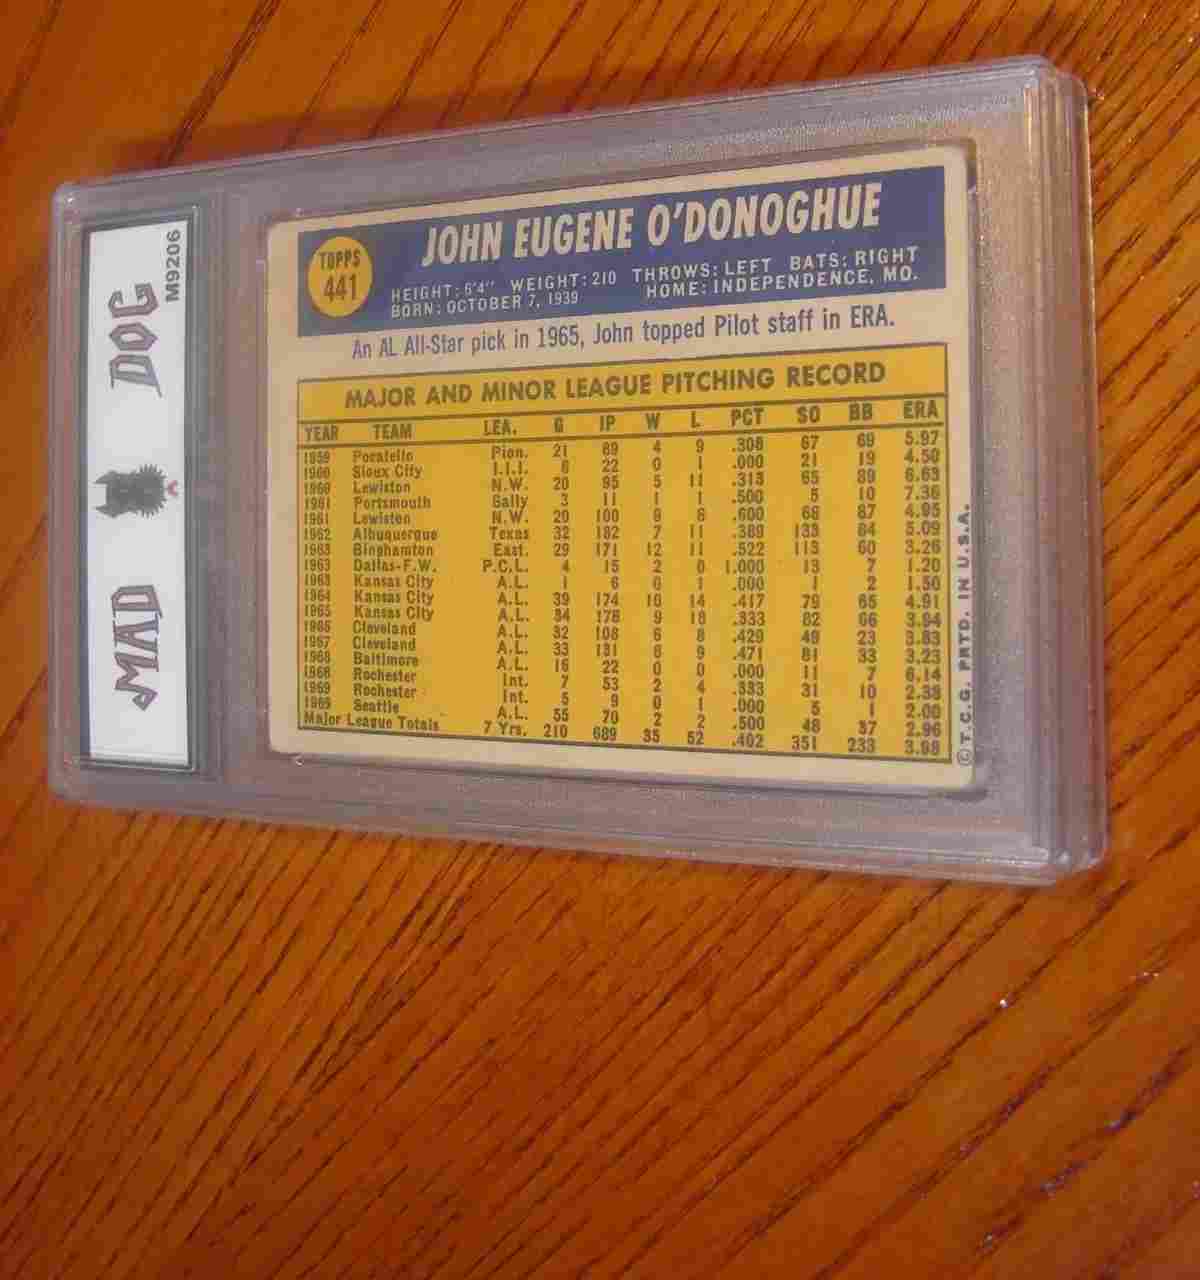 M9206
MAD DOG
TOPPS
441
JOHN EUGENE O'DONOGHUE
HEIGHT: 6'4" WEIGHT: 210 THROWS: LEFT BATS: RIGHT
BORN: OCTOBER 7, 1939 HOME: INDEPENDENCE, MO.
An AL All-Star pick in 1965, John topped Pilot staff in ERA.
MAJOR AND MINOR LEAGUE PITCHING RECORD
YEAR TEAM LEA. G IP W L PCT SO BB ERA
1959 Pocatello Pion. 21 89 4 9 .308 67 69 5.97
1960 Sioux City I.I.I. 6 22 0 1 .000 21 19 4.50
1960 Lewiston N.W. 20 95 5 11 .313 65 89 6.63
1961 Portsmouth Sally 3 11 1 1 .500 5 10 7.36
1961 Lewiston N.W. 20 100 9 6 .600 68 87 4.95
1962 Albuquerque Texas 32 182 7 11 .389 133 84 5.09
1963 Binghamton East. 29 171 12 11 .522 113 60 3.26
1963 Dallas-F.W. P.C.L. 4 15 2 0 1.000 13 7 1.20
1963 Kansas City A.L. 1 6 0 1 .000 1 2 1.50
1964 Kansas City A.L. 39 174 10 14 .417 79 65 4.91
1965 Kansas City A.L. 34 178 9 18 .333 82 66 3.94
1966 Cleveland A.L. 32 108 6 8 .429 49 23 3.83
1967 Cleveland A.L. 33 131 8 9 .471 81 33 3.23
1968 Baltimore A.L. 16 22 0 0 .000 11 7 6.14
1968 Rochester Int. 7 53 2 4 .333 31 10 2.38
1969 Rochester Int. 5 9 0 1 .000 5 1 2.00
1969 Seattle A.L. 55 70 2 2 .500 48 37 2.96
Major League Totals 7 Yrs. 210 689 35 52 .402 351 233 3.98
© T.C.G. PRTD. IN U.S.A.